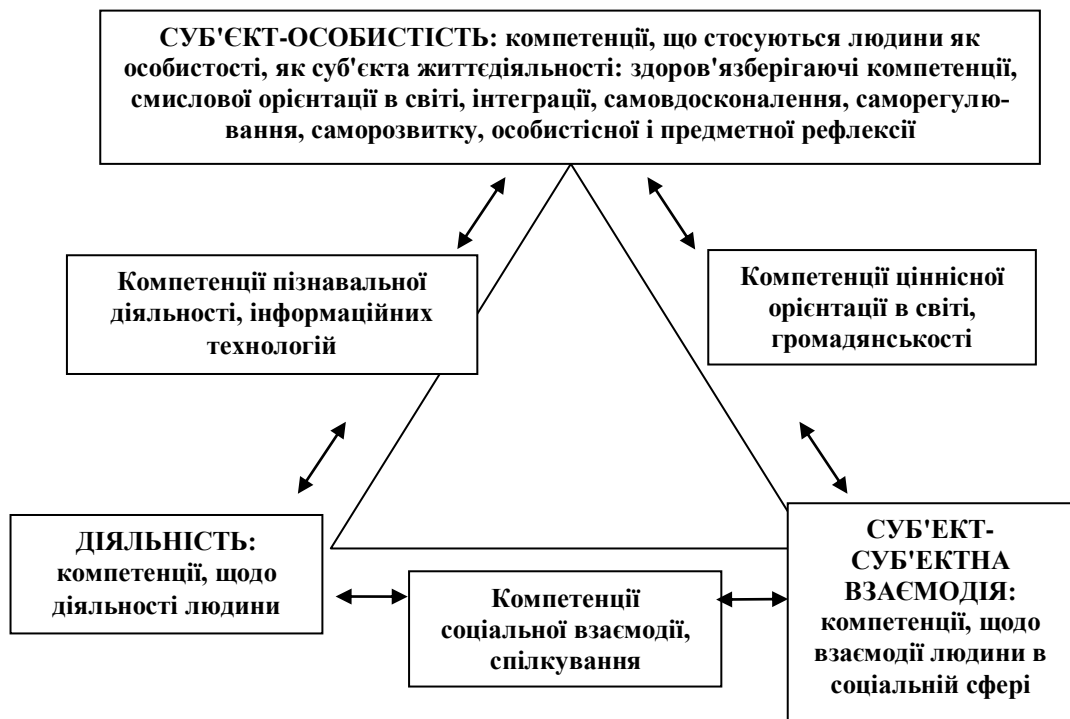 СУБ'ЄКТ-ОСОБИСТІСТЬ: компетенції, що стосуються людини як
особистості, як суб'єкта життєдіяльності: здоров'язберігаючі компетенції,
смислової орієнтації в світі, інтеграції, самовдосконалення, саморегулю-
вання, саморозвитку, особистісної і предметної рефлексії
Компетенції пізнавальної
діяльності, інформаційних
технологій
Компетенції ціннісної
орієнтації в світі,
громадянськості
ДІЯЛЬНІСТЬ:
компетенції, щодо
діяльності людини
Компетенції
соціальної взаємодії,
спілкування
СУБ'ЕКТ-
СУБ'ЕКТНА
ВЗАЄМОДІЯ:
компетенції, щодо
взаємодії людини в
соціальній сфері